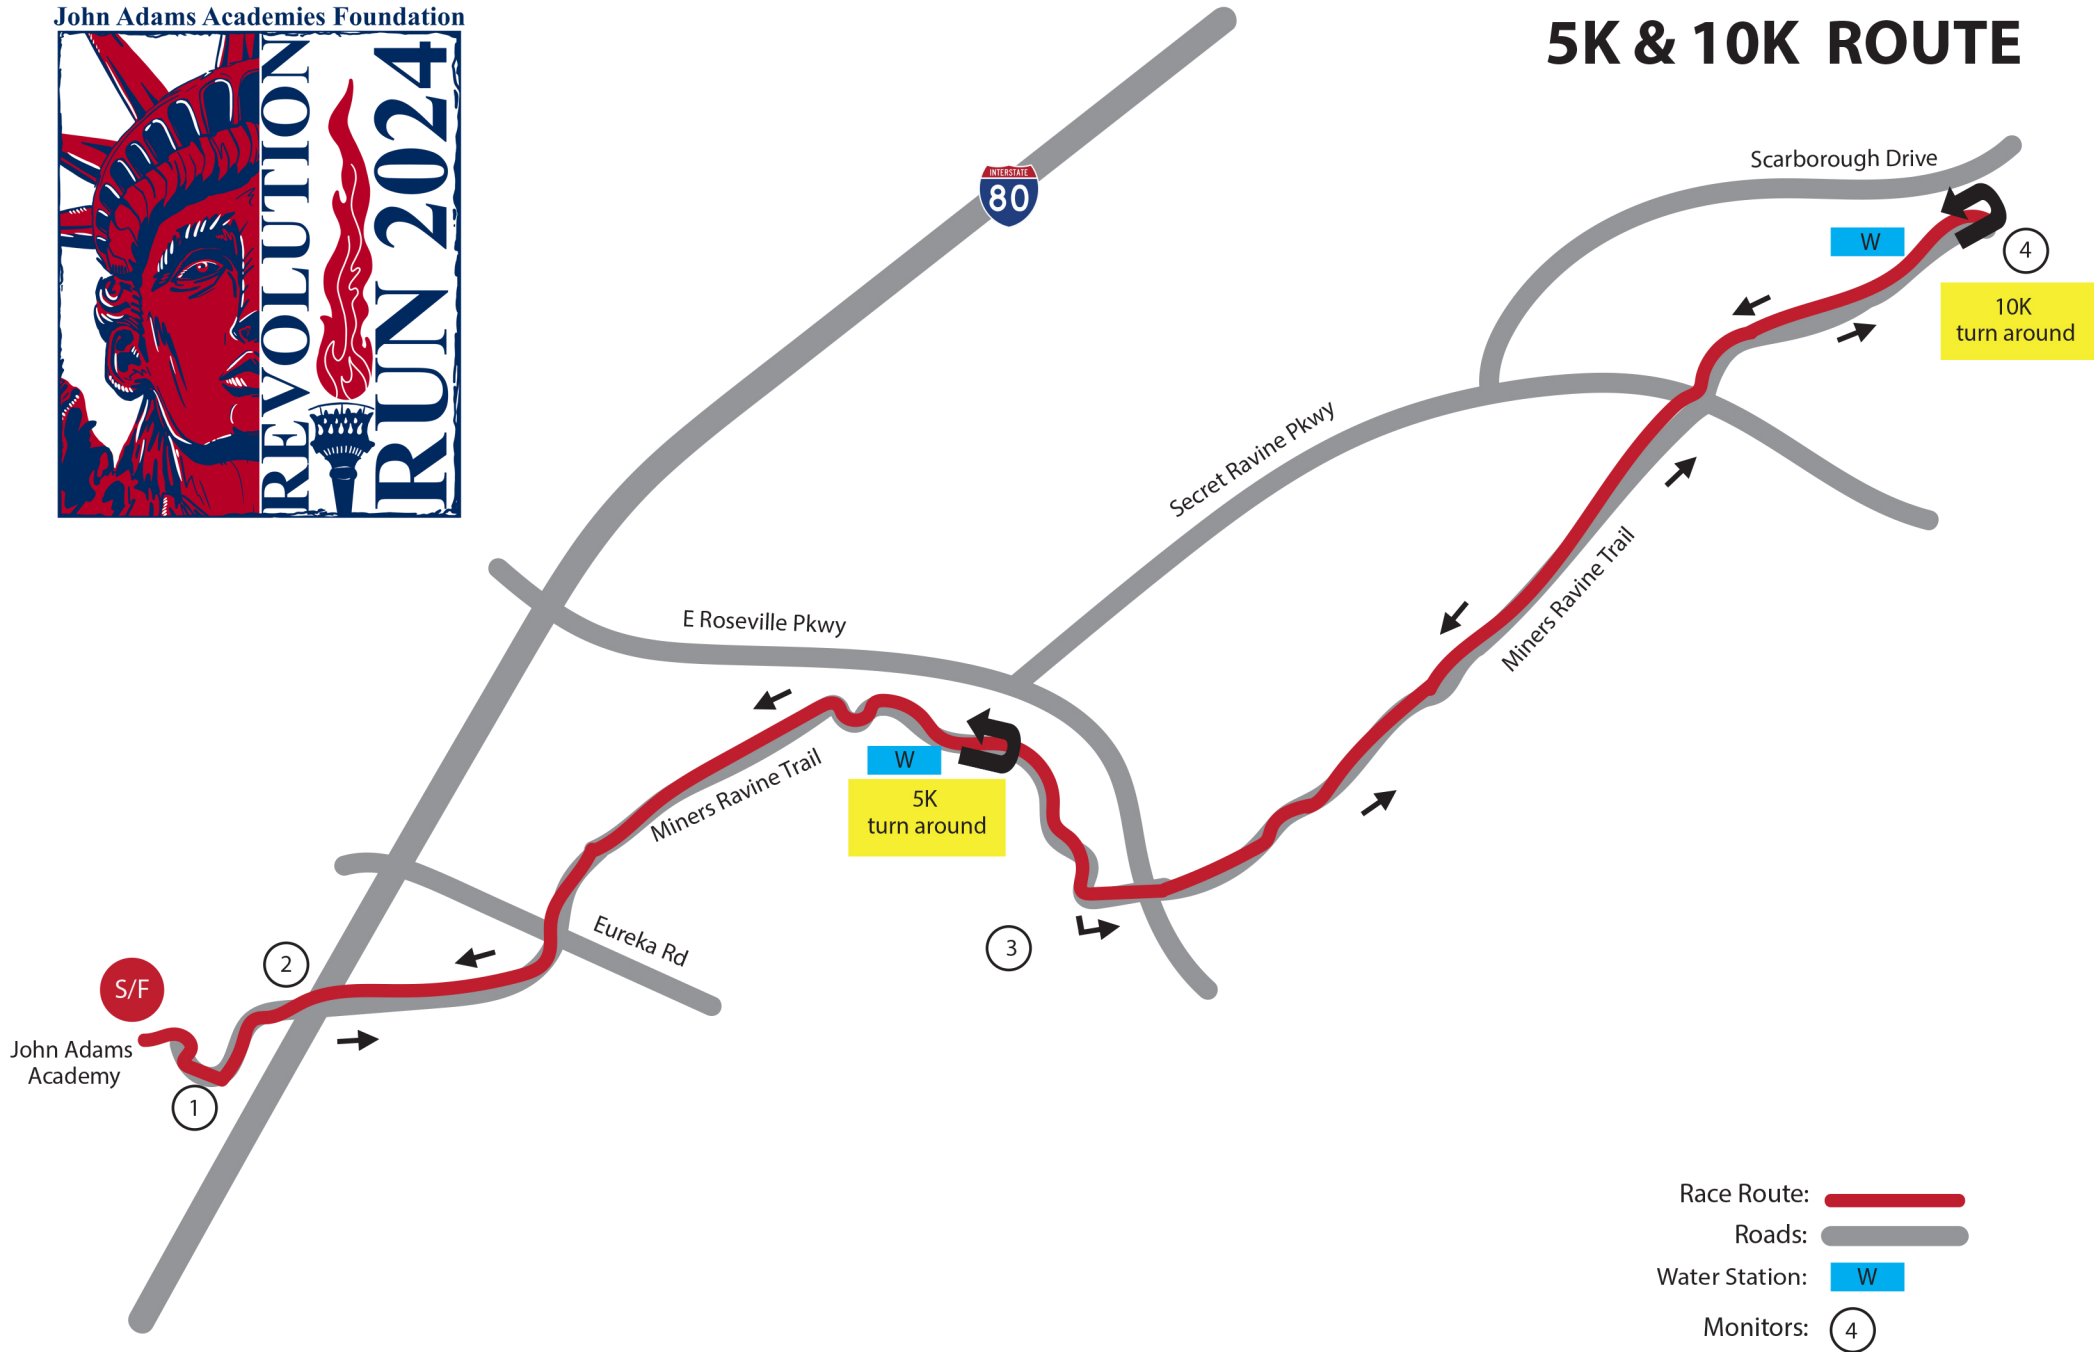 John Adams Academies Foundation
REVOLUTION
RUN 2024
5K & 10K ROUTE
INTERSTATE
80
Scarborough Drive
W
4
10K
turn around
Secret Ravine Pkwy
Miners Ravine Trail
E Roseville Pkwy
W
5K
turn around
Miners Ravine Trail
3
Eureka Rd
2
S/F
John Adams
Academy
1
Race Route:
Roads:
Water Station:
W
Monitors:
4